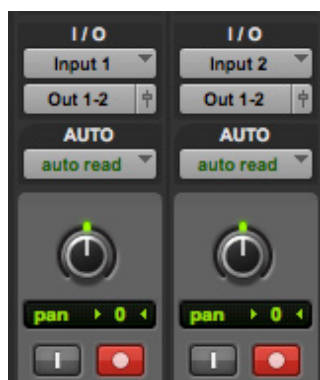 I/O I/O
Input 1 Input 2
Out 1-2 Out 1-2
AUTO AUTO
auto read auto read
pan 0 pan 0
I I